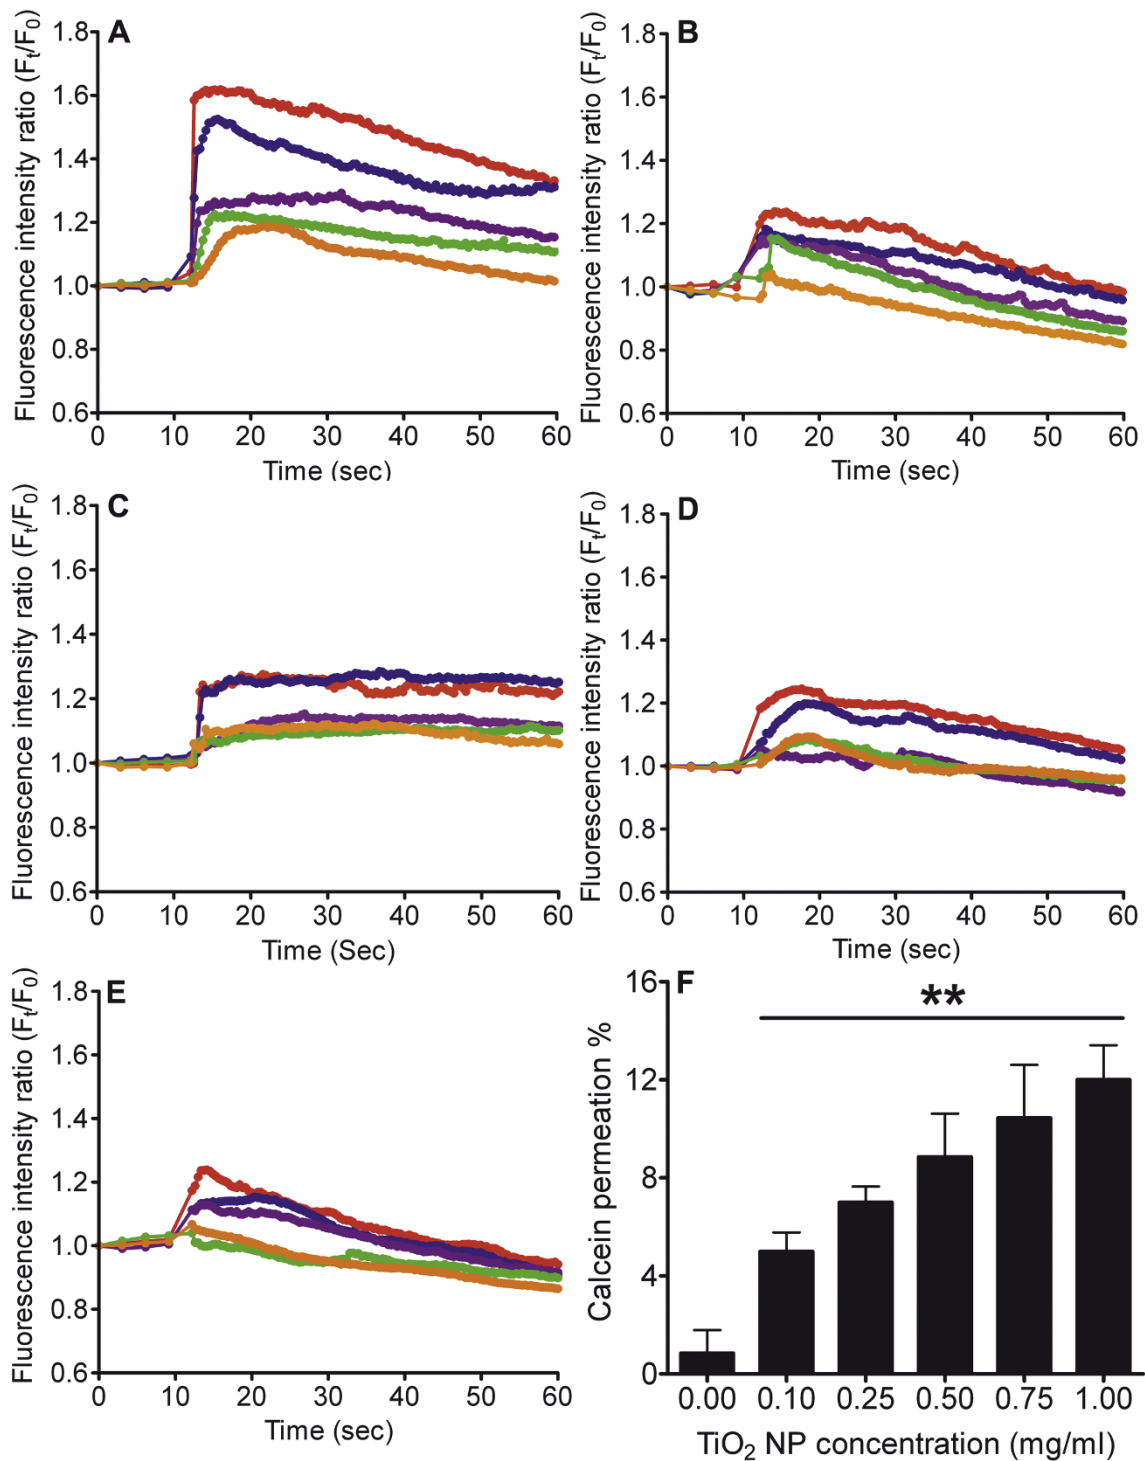 A
Fluorescence intensity ratio (Ft/F0)
1.8
1.6
1.4
1.2
1.0
0.8
0.6
0 10 20 30 40 50 60
Time (sec)
B
Fluorescence intensity ratio (Ft/F0)
1.8
1.6
1.4
1.2
1.0
0.8
0.6
0 10 20 30 40 50 60
Time (sec)
C
Fluorescence intensity ratio (Ft/F0)
1.8
1.6
1.4
1.2
1.0
0.8
0.6
0 10 20 30 40 50 60
Time (Sec)
D
Fluorescence intensity ratio (Ft/F0)
1.8
1.6
1.4
1.2
1.0
0.8
0.6
0 10 20 30 40 50 60
Time (sec)
E
Fluorescence intensity ratio (Ft/F0)
1.8
1.6
1.4
1.2
1.0
0.8
0.6
0 10 20 30 40 50 60
Time (sec)
F
**
Calcein permeation %
16
12
8
4
0
0.00 0.10 0.25 0.50 0.75 1.00
TiO2 NP concentration (mg/ml)